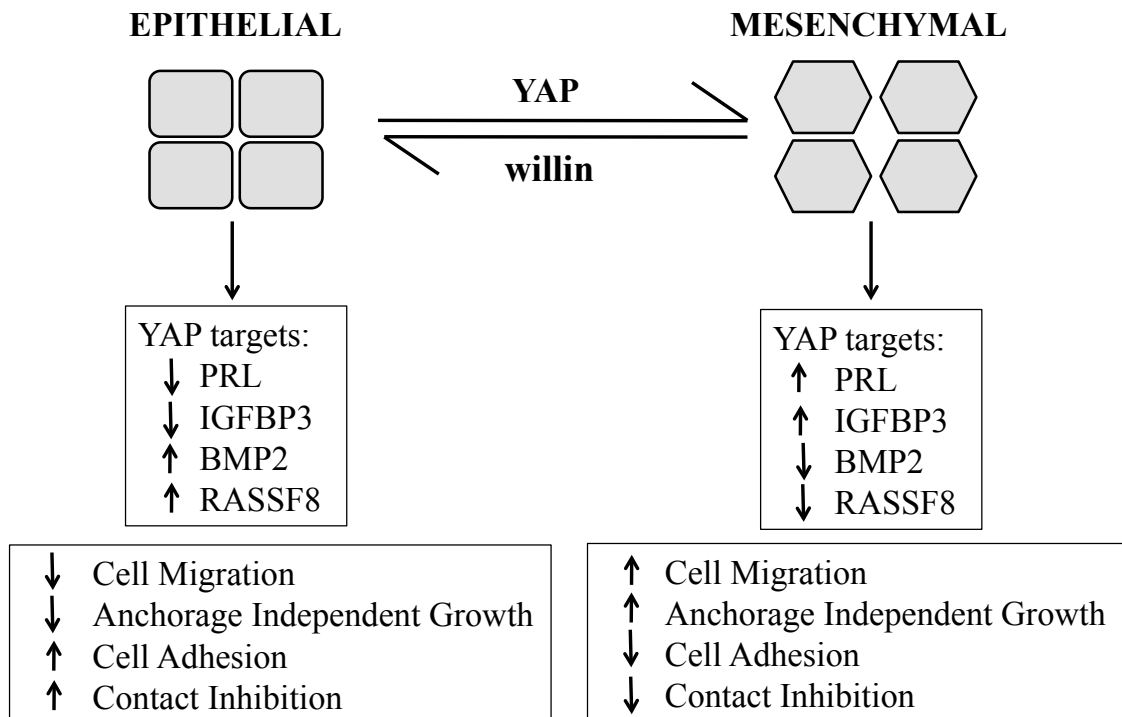 EPITHELIAL
MESENCHYMAL
YAP
willin
YAP targets:
↓ PRL
↓ IGFBP3
↑ BMP2
↑ RASSF8
YAP targets:
↑ PRL
↑ IGFBP3
↓ BMP2
↓ RASSF8
↓ Cell Migration
↓ Anchorage Independent Growth
↑ Cell Adhesion
↑ Contact Inhibition
↑ Cell Migration
↑ Anchorage Independent Growth
↓ Cell Adhesion
↓ Contact Inhibition